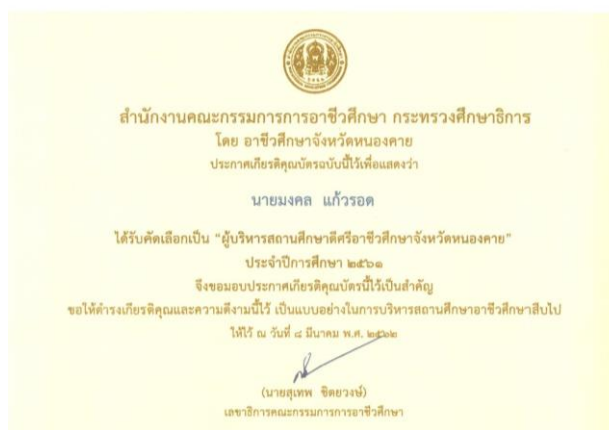 สำนักงานคณะกรรมการการอาชีวศึกษา กระทรวงศึกษาธิการ
โดย อาชีวศึกษาจังหวัดหนองคาย
ประกาศเกียรติคุณบัตรฉบับนี้ไว้เพื่อแสดงว่า
นายมงคล แก้วรอด
ได้รับคัดเลือกเป็น "ผู้บริหารสถานศึกษาดีศรีอาชีวศึกษาจังหวัดหนองคาย"
ประจำปีการศึกษา ๒๕๖๑
จึงขอมอบประกาศเกียรติคุณบัตรนี้ไว้เป็นสำคัญ
ขอให้ดำรงเกียรติคุณและความดีงามนี้ไว้ เป็นแบบอย่างในการบริหารสถานศึกษาอาชีวศึกษาสืบไป
ให้ไว้ ณ วันที่ ๘ มีนาคม พ.ศ. ๒๕๖๒
(นายสุเทพ ชิตยวงษ์)
เลขาธิการคณะกรรมการการอาชีวศึกษา